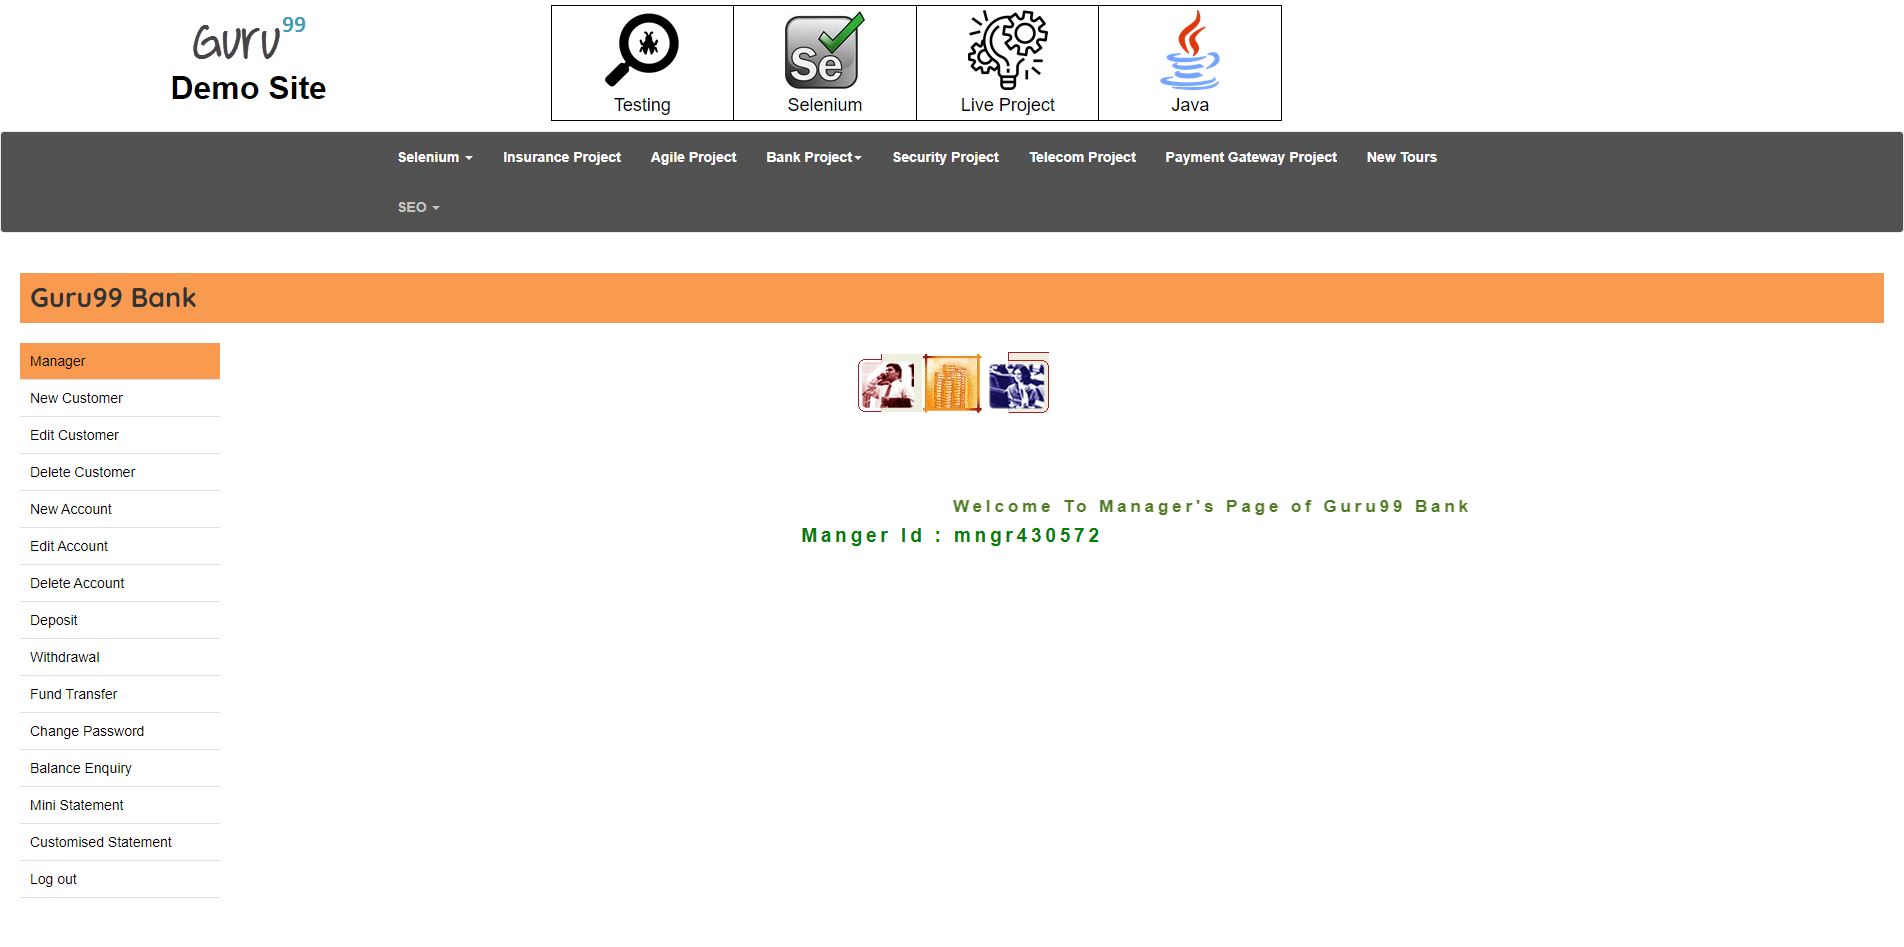 Guru99
Demo Site
Testing
Se
Selenium
Live Project
Java
Selenium
Insurance Project
Agile Project
Bank Project
Security Project
Telecom Project
Payment Gateway Project
New Tours
SEO
Guru99 Bank
Manager
New Customer
Edit Customer
Delete Customer
New Account
Edit Account
Delete Account
Deposit
Withdrawal
Fund Transfer
Change Password
Balance Enquiry
Mini Statement
Customised Statement
Log out
Welcome To Manager's Page of Guru99 Bank
Manger Id : mngr430572